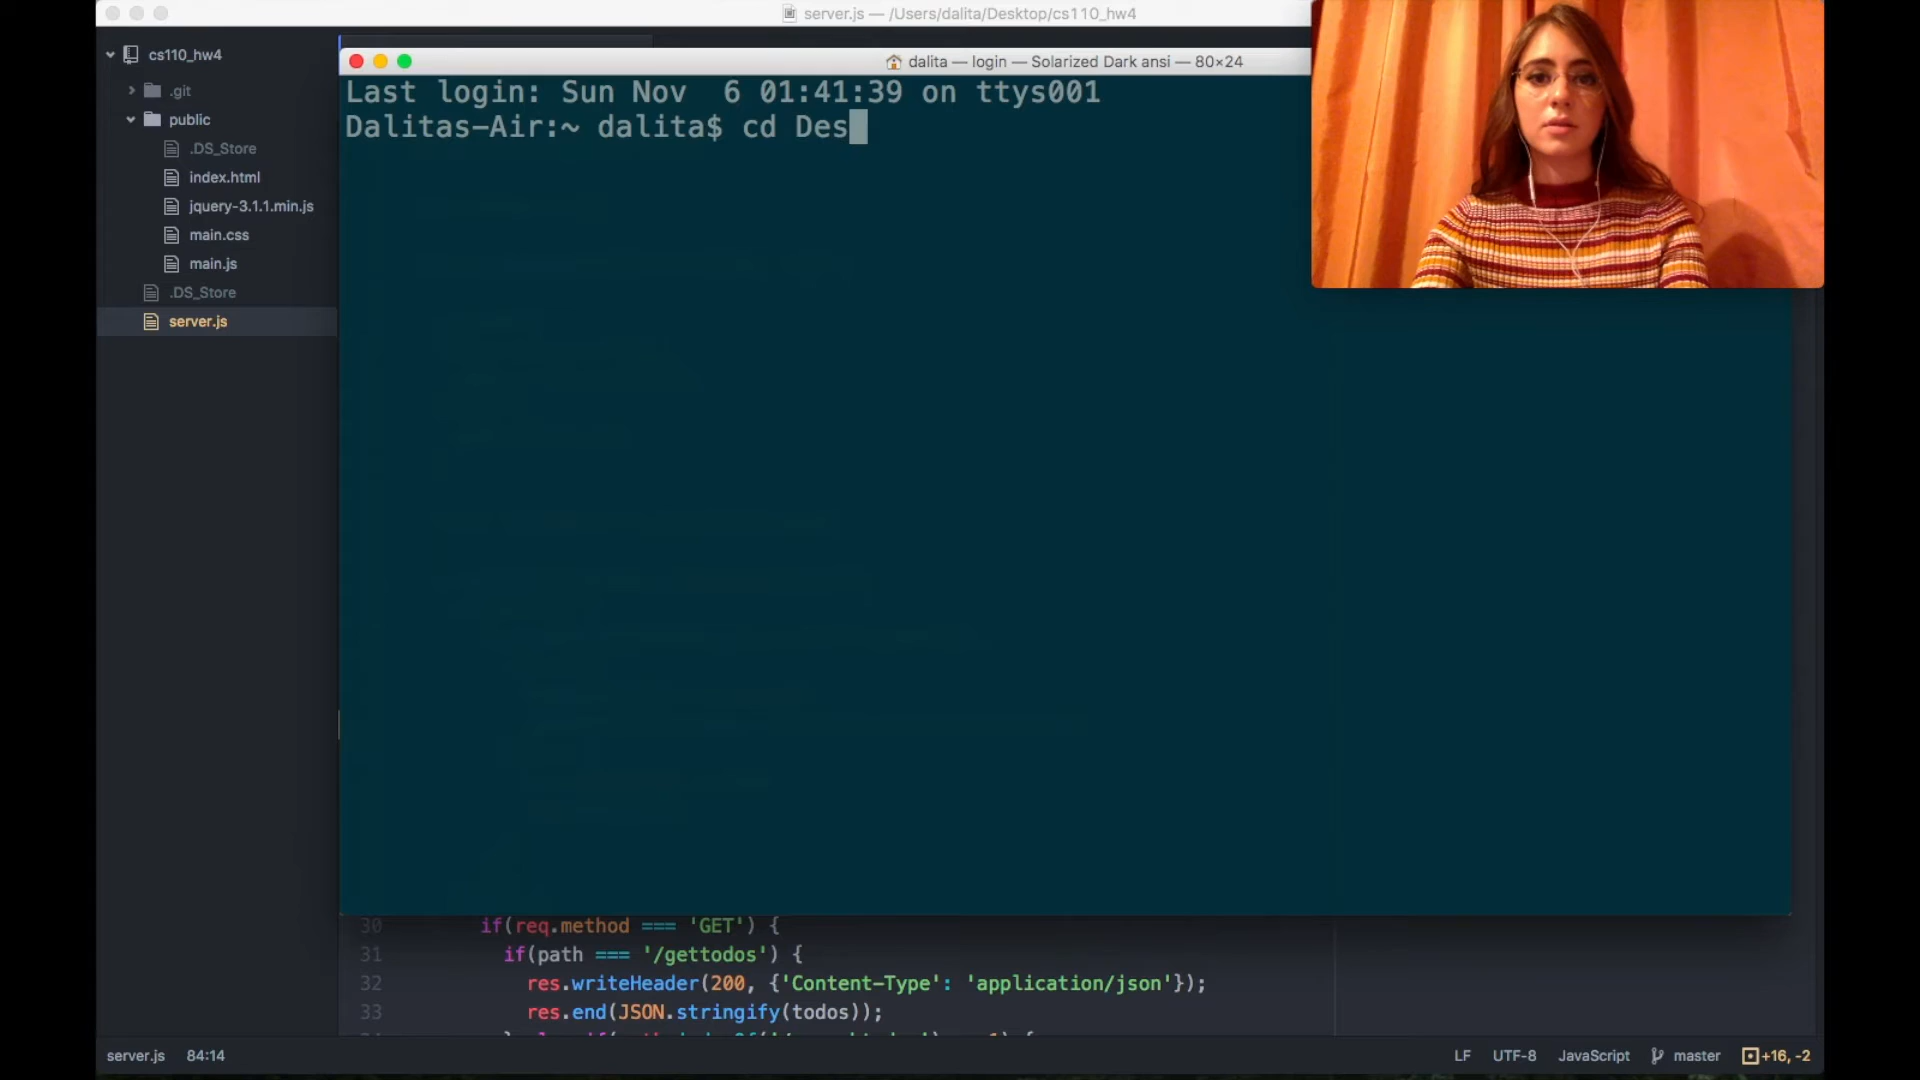 server.js — /Users/dalita/Desktop/cs110_hw4
cs110_hw4
.git
public
.DS_Store
index.html
jquery-3.1.1.min.js
main.css
main.js
.DS_Store
server.js
dalita — login — Solarized Dark ansi — 80×24
Last login: Sun Nov  6 01:41:39 on ttys001
Dalitas-Air:~ dalita$ cd Des
30 if(req.method === 'GET') {
31 if(path === '/gettodos') {
32 res.writeHeader(200, {'Content-Type': 'application/json'});
33 res.end(JSON.stringify(todos));
server.js 84:14 LF UTF-8 JavaScript master +16, -2